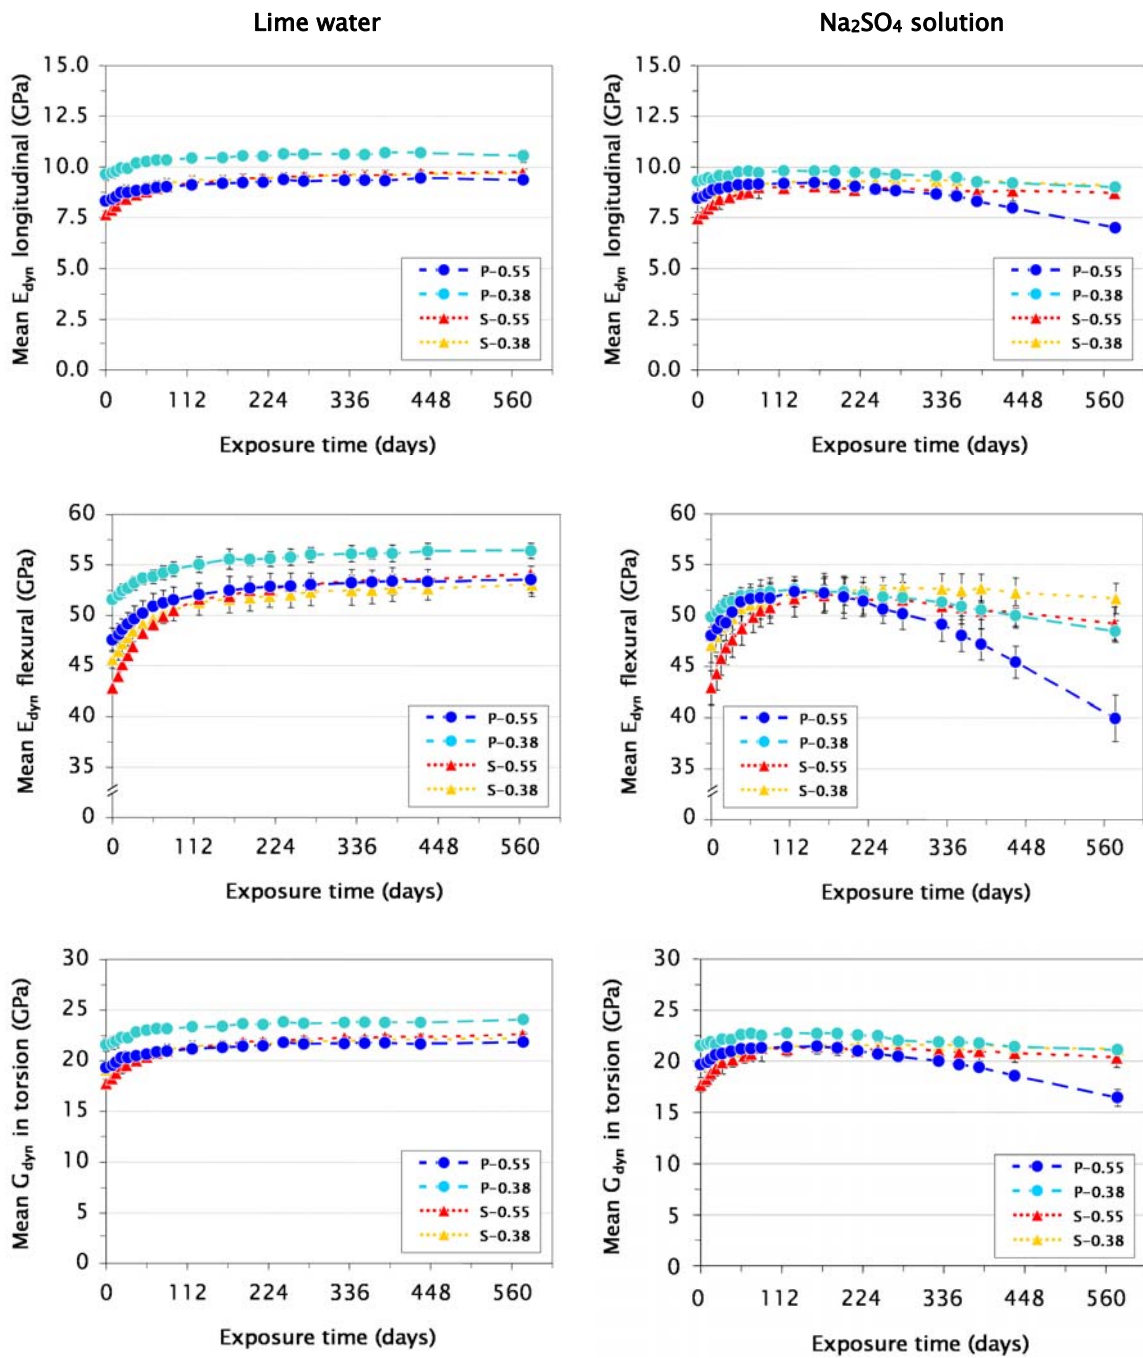 Lime water
Na₂SO₄ solution
Mean E_dyn longitudinal (GPa)
15.0
12.5
10.0
7.5
5.0
2.5
0.0
P-0.55
P-0.38
S-0.55
S-0.38
0 112 224 336 448 560
Exposure time (days)
Mean E_dyn longitudinal (GPa)
15.0
12.5
10.0
7.5
5.0
2.5
0.0
P-0.55
P-0.38
S-0.55
S-0.38
0 112 224 336 448 560
Exposure time (days)
Mean E_dyn flexural (GPa)
60
55
50
45
40
35
0
P-0.55
P-0.38
S-0.55
S-0.38
0 112 224 336 448 560
Exposure time (days)
Mean E_dyn flexural (GPa)
60
55
50
45
40
35
0
P-0.55
P-0.38
S-0.55
S-0.38
0 112 224 336 448 560
Exposure time (days)
Mean G_dyn in torsion (GPa)
30
25
20
15
10
5
0
P-0.55
P-0.38
S-0.55
S-0.38
0 112 224 336 448 560
Exposure time (days)
Mean G_dyn in torsion (GPa)
30
25
20
15
10
5
0
P-0.55
P-0.38
S-0.55
S-0.38
0 112 224 336 448 560
Exposure time (days)